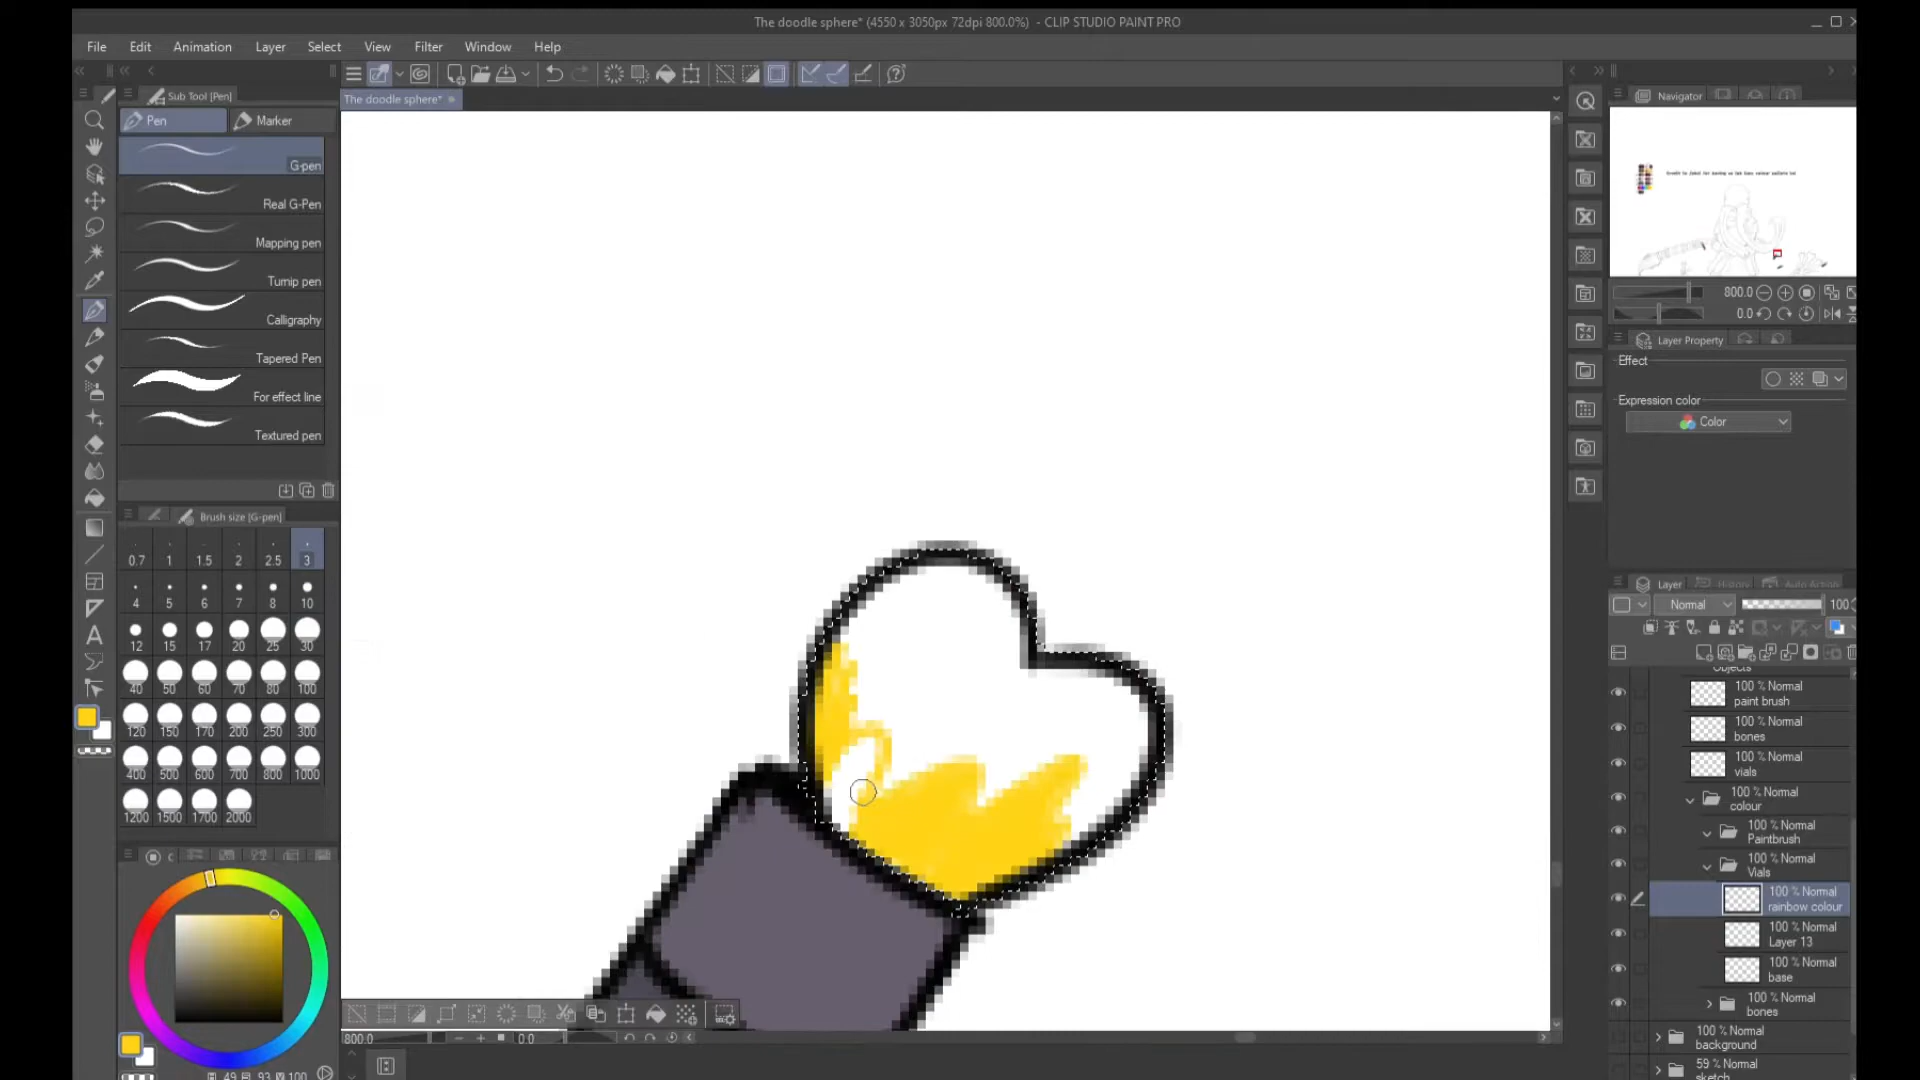 The doodle sphere* (4550 x 3050px 72dpi 800.0%) - CLIP STUDIO PAINT PRO
File Edit Animation Layer Select View Filter Window Help
Sub Tool [Pen]
The doodle sphere*
Navigator
Pen Marker
G-pen
Real G-Pen
Mapping pen
Turnip pen
Calligraphy
Tapered Pen
For effect line
Textured pen
Brush size [G-pen]
0.7 1 1.5 2 2.5 3
4 5 6 7 8 10
12 15 17 20 25 30
40 50 60 70 80 100
120 150 170 200 250 300
400 500 600 700 800 1000
1200 1500 1700 2000
49 93 100
800.0 0.0
800.0
0.0
Layer Property
Effect
Expression color
Color
Layer History Auto Action
Normal 100
Objects
100 % Normal
paint brush
100 % Normal
bones
100 % Normal
vials
100 % Normal
colour
100 % Normal
Paintbrush
100 % Normal
Vials
100 % Normal
rainbow colour
100 % Normal
Layer 13
100 % Normal
base
100 % Normal
bones
100 % Normal
background
59 % Normal
sketch